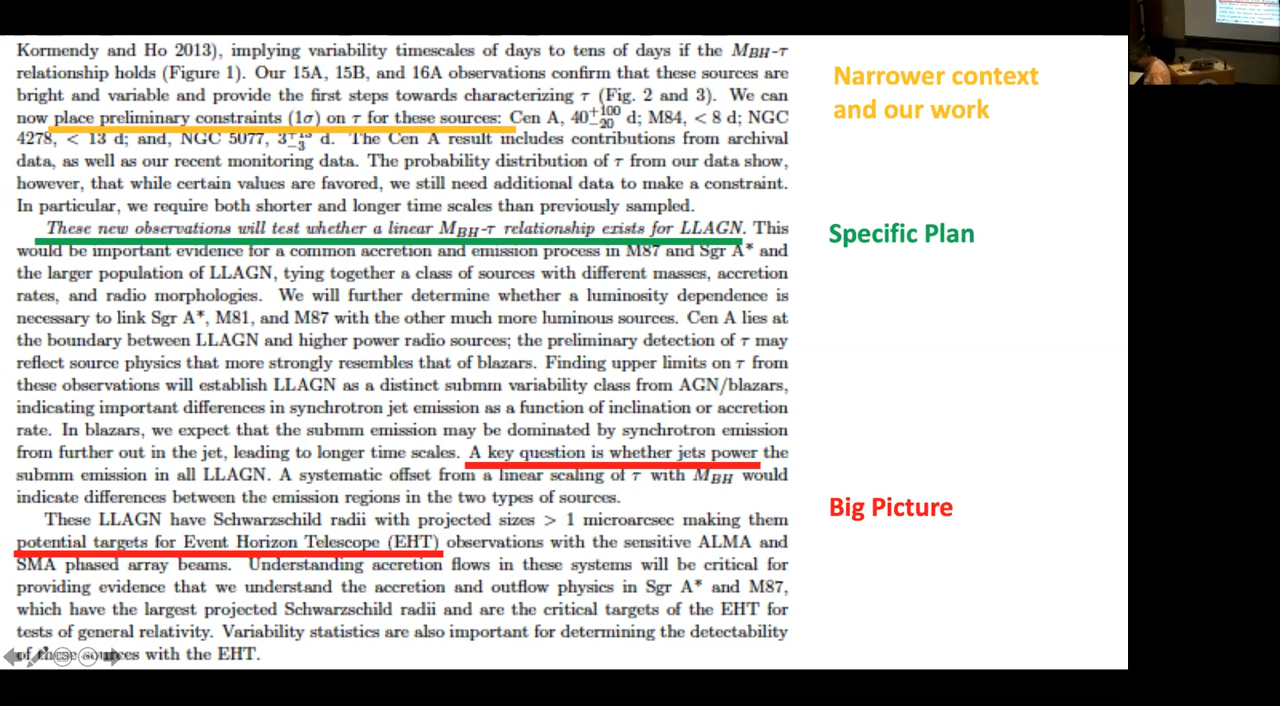 Kormendy and Ho 2013), implying variability timescales of days to tens of days if the M_BH-τ
relationship holds (Figure 1). Our 15A, 15B, and 16A observations confirm that these sources are
bright and variable and provide the first steps towards characterizing τ (Fig. 2 and 3). We can
now place preliminary constraints (1σ) on τ for these sources: Cen A, 40^{+100}_{-20} d; M84, < 8 d; NGC
4278, < 13 d; and, NGC 5077, d. The Cen A result includes contributions from archival
data, as well as our recent monitoring data. The probability distribution of τ from our data show,
however, that while certain values are favored, we still need additional data to make a constraint.
In particular, we require both shorter and longer time scales than previously sampled.
These new observations will test whether a linear M_BH-τ relationship exists for LLAGN. This
would be important evidence for a common accretion and emission process in M87 and Sgr A* and
the larger population of LLAGN, tying together a class of sources with different masses, accretion
rates, and radio morphologies. We will further determine whether a luminosity dependence is
necessary to link Sgr A*, M81, and M87 with the other much more luminous sources. Cen A lies at
the boundary between LLAGN and higher power radio sources; the preliminary detection of τ may
reflect source physics that more strongly resembles that of blazars. Finding upper limits on τ from
these observations will establish LLAGN as a distinct submm variability class from AGN/blazars,
indicating important differences in synchrotron jet emission as a function of inclination or accretion
rate. In blazars, we expect that the submm emission may be dominated by synchrotron emission
from further out in the jet, leading to longer time scales. A key question is whether jets power the
submm emission in all LLAGN. A systematic offset from a linear scaling of τ with M_BH would
indicate differences between the emission regions in the two types of sources.
These LLAGN have Schwarzschild radii with projected sizes > 1 microarcsec making them
potential targets for Event Horizon Telescope (EHT) observations with the sensitive ALMA and
SMA phased array beams. Understanding accretion flows in these systems will be critical for
providing evidence that we understand the accretion and outflow physics in Sgr A* and M87,
which have the largest projected Schwarzschild radii and are the critical targets of the EHT for
tests of general relativity. Variability statistics are also important for determining the detectability
of these sources with the EHT.
Narrower context
and our work
Specific Plan
Big Picture